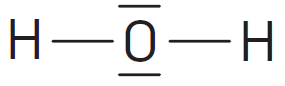 H — O — H